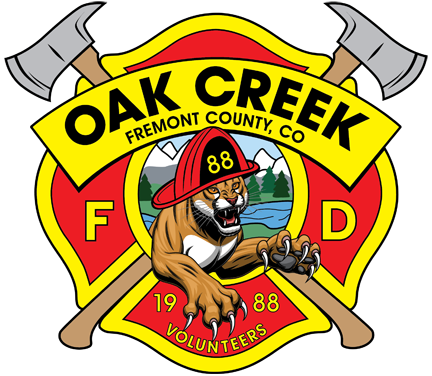 OAK CREEK
FREMONT COUNTY, CO
88
F D
19 88
VOLUNTEERS